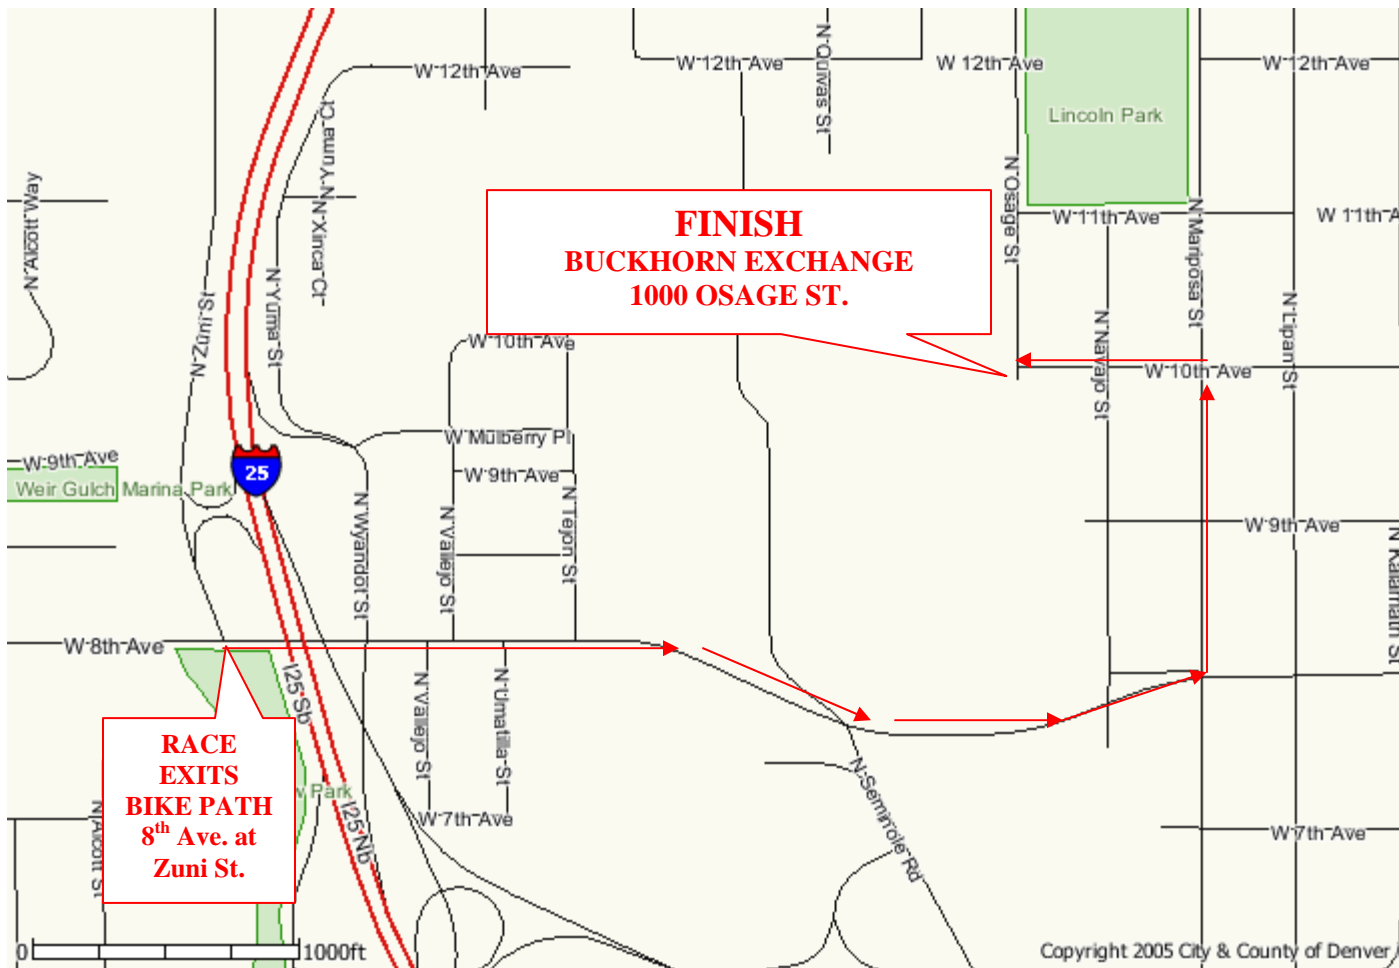 W 12th Ave
W 12th Ave
N Quivas St
W 12th Ave
W 12th Ave
Lincoln Park
N Yuma Ct
N Xinca Ct
N Alcott Way
N Osage St
W 11th Ave
N Mariposa St
W 11th A
FINISH
BUCKHORN EXCHANGE
1000 OSAGE ST.
N Zuni St
N Yuma St
N Navajo St
N Lipan St
W 10th Ave
W 10th Ave
W Mulberry Pl
W 9th Ave
25
W 9th Ave
Weir Gulch Marina Park
N Wyandot St
N Vallejo St
N Tejon St
W 9th Ave
N Kalamath St
W 8th Ave
I25 Sb
N Vallejo St
N Umatilla St
RACE
EXITS
BIKE PATH
8th Ave. at
Zuni St.
w Park
I25 Nb
W 7th Ave
N Seminole Rd
W 7th Ave
N Alcott St
0
1000ft
Copyright 2005 City & County of Denver